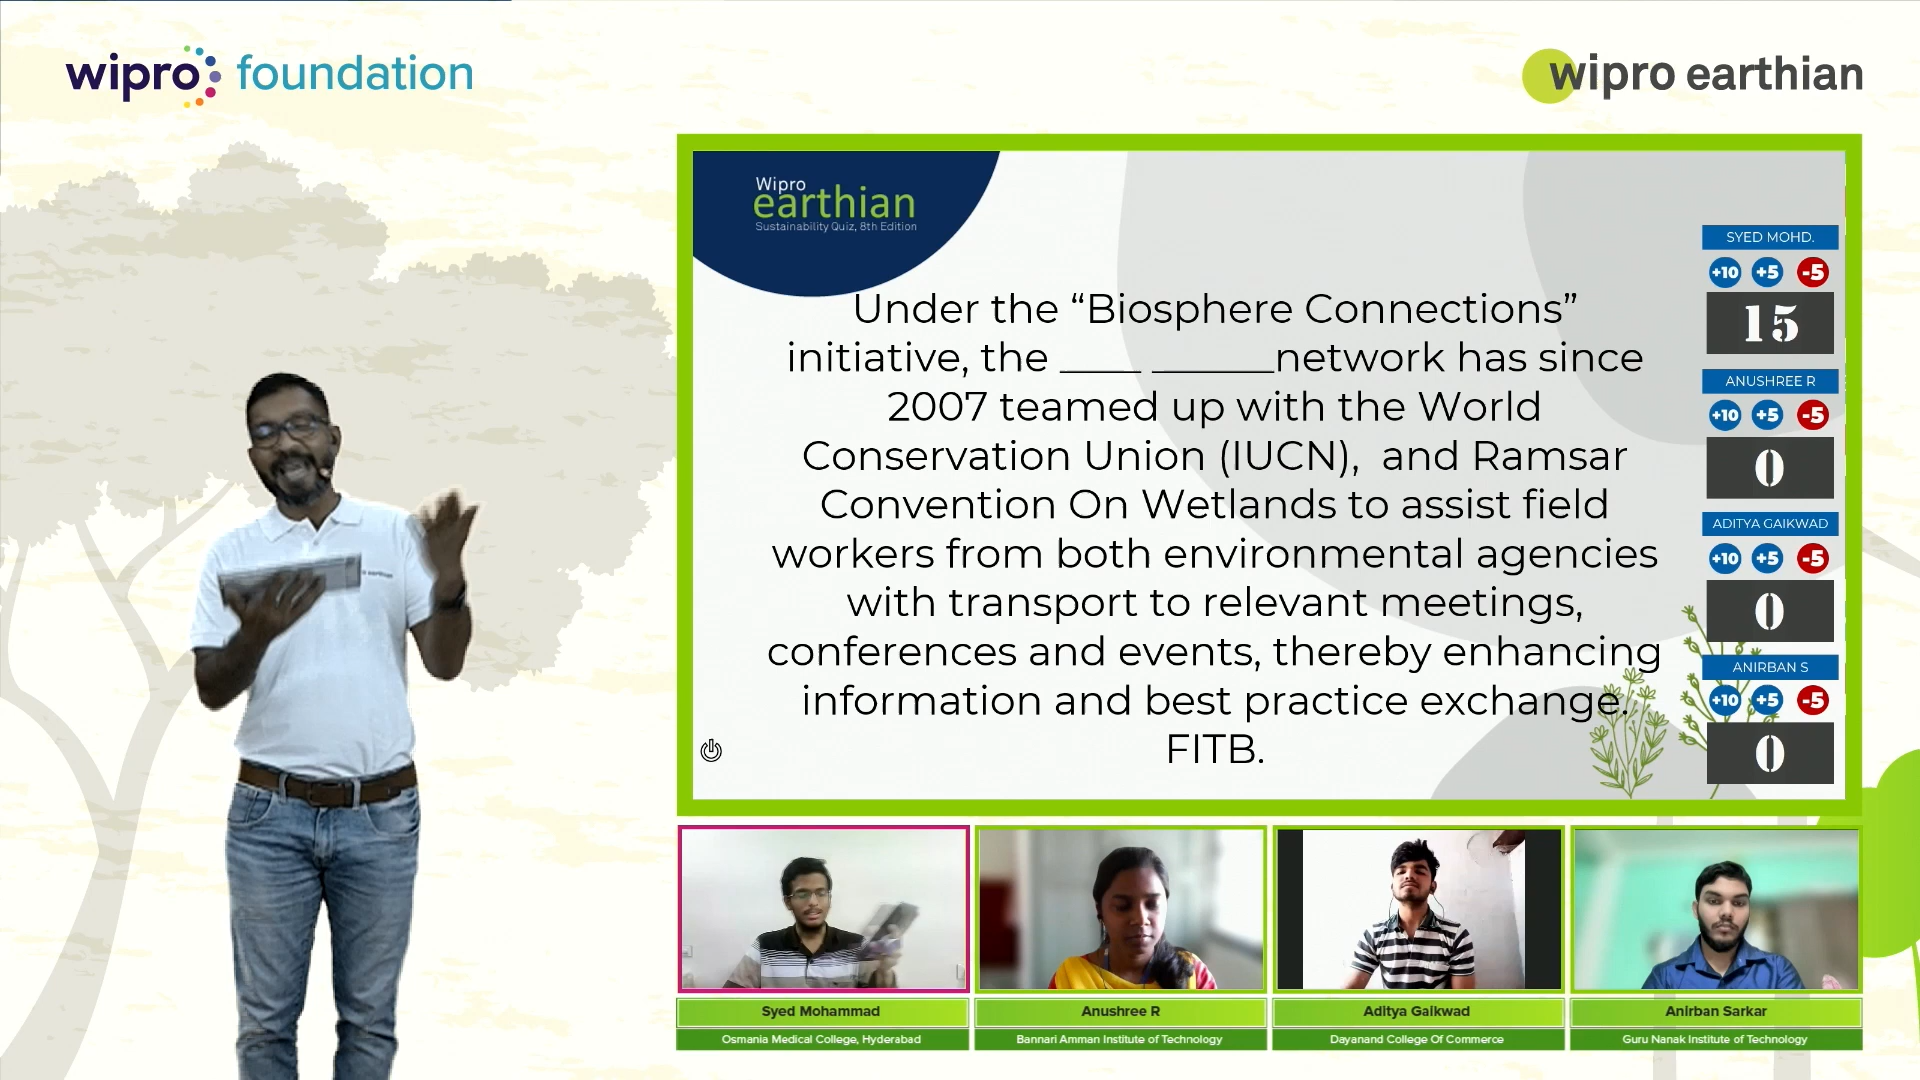 wipro foundation
wipro earthian
Wipro
earthian
Sustainability Quiz, 8th Edition
Under the “Biosphere Connections”
initiative, the ____ ______network has since
2007 teamed up with the World
Conservation Union (IUCN), and Ramsar
Convention On Wetlands to assist field
workers from both environmental agencies
with transport to relevant meetings,
conferences and events, thereby enhancing
information and best practice exchange.
FITB.
SYED MOHD.
+10 +5 -5
15
ANUSHREE R
+10 +5 -5
0
ADITYA GAIKWAD
+10 +5 -5
0
ANIRBAN S
+10 +5 -5
0
Syed Mohammad
Osmania Medical College, Hyderabad
Anushree R
Bannari Amman Institute of Technology
Aditya Gaikwad
Dayanand College Of Commerce
Anirban Sarkar
Guru Nanak Institute of Technology